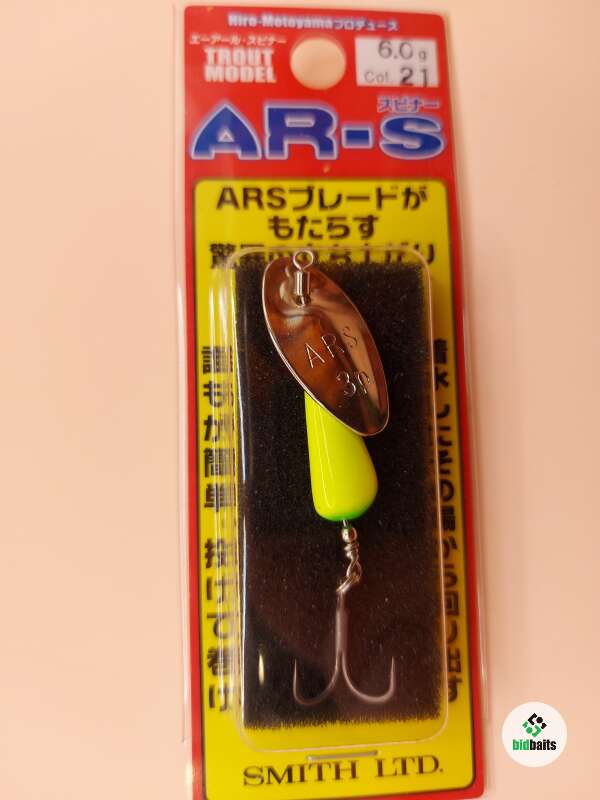 Hiro-Motoyamaプロデュース
エーアール・スピナー
TROUT
MODEL
6.0g
Col. 21
スピナー
AR-S
ARSブレードが
もたらす
誰もが簡単 投げて巻け
ARS
30
SMITH LTD.
bidbaits